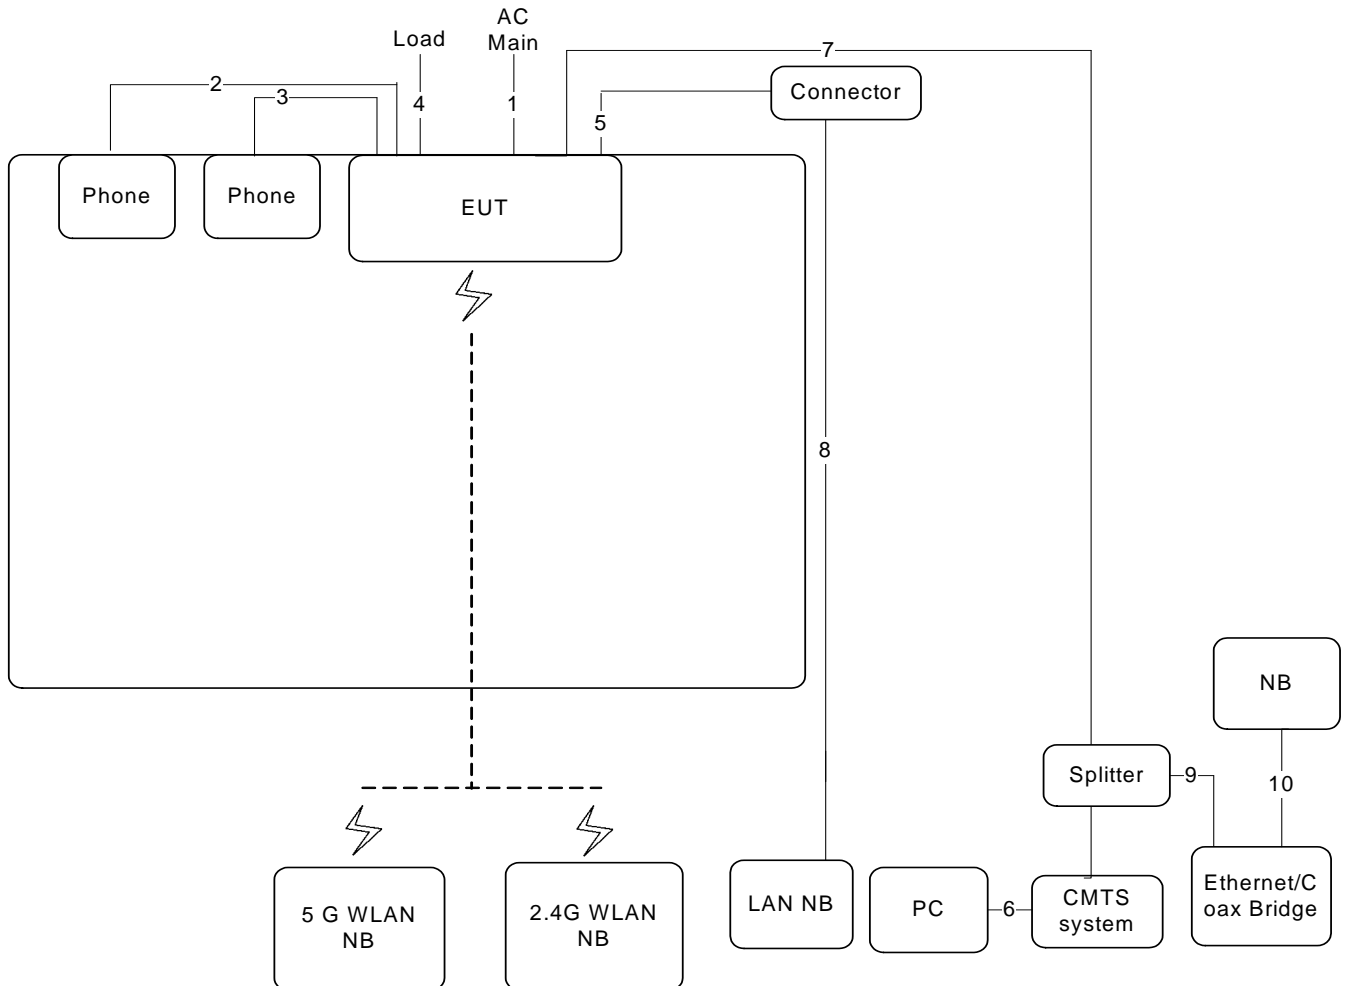 AC
Main
Load
7
2
3
4
1
5
Connector
Phone
Phone
EUT
8
NB
Splitter
9
10
5 G WLAN
NB
2.4G WLAN
NB
LAN NB
PC
6
CMTS
system
Ethernet/C
oax Bridge